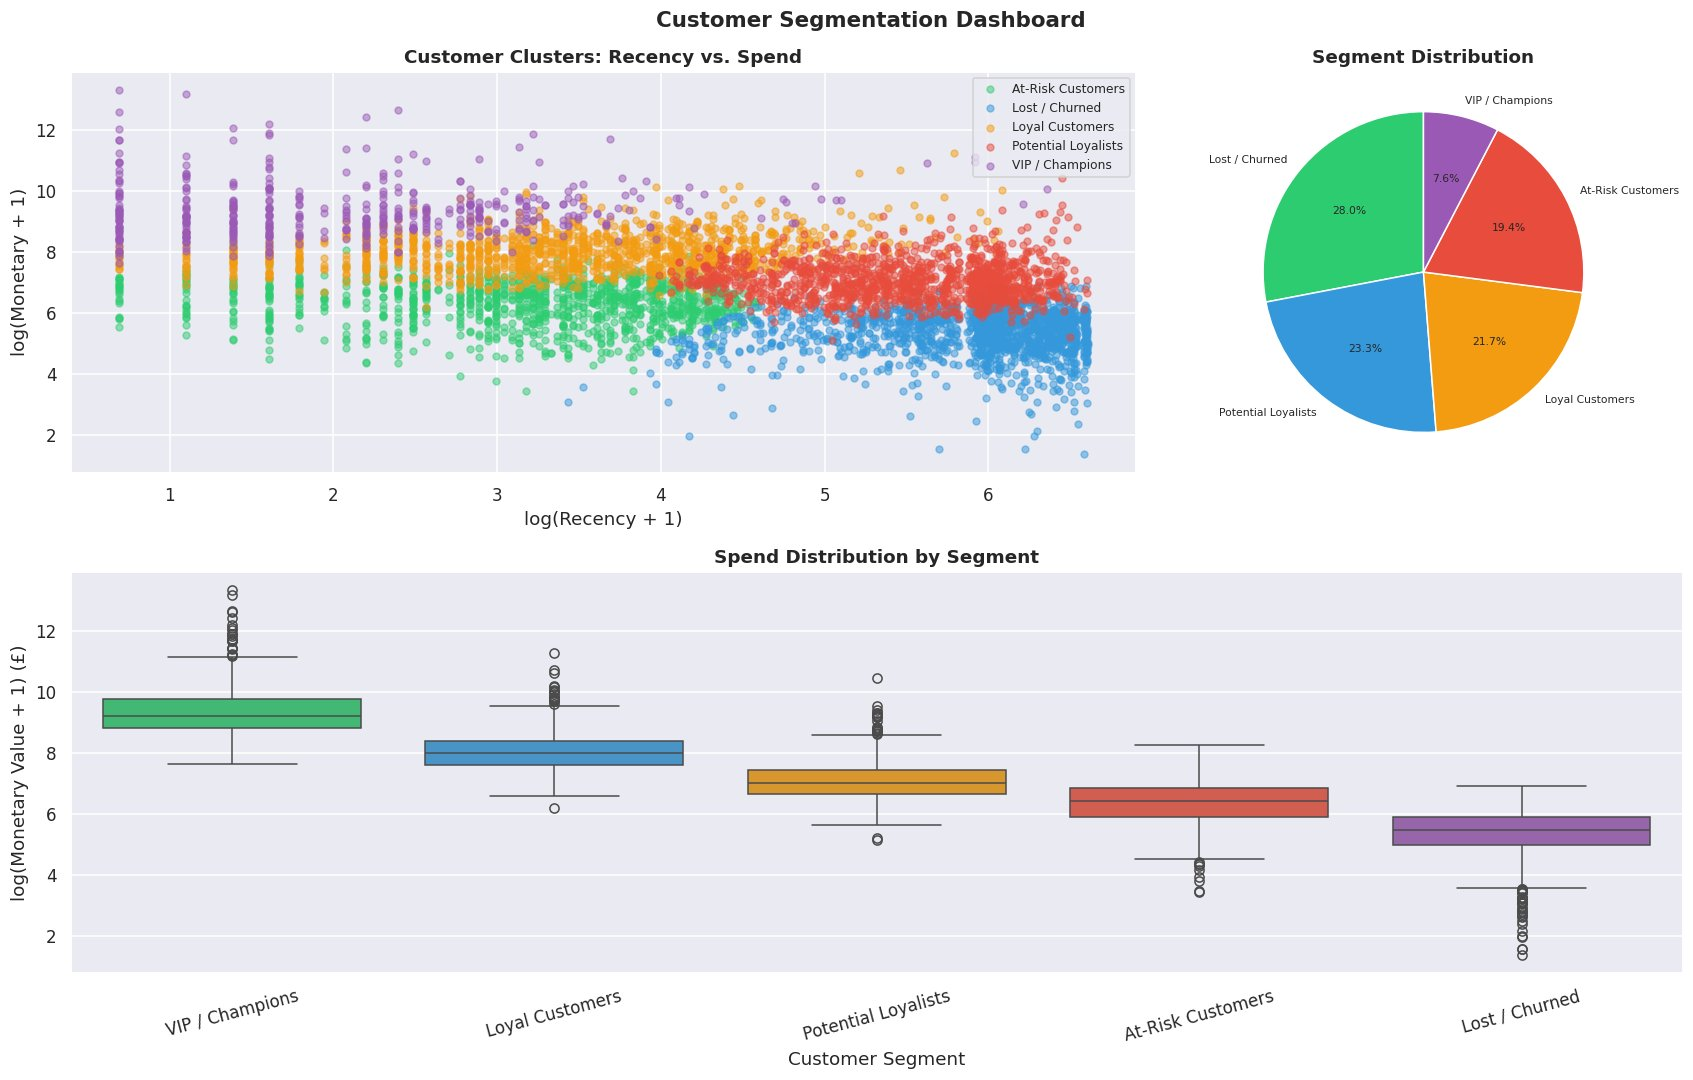 Customer Segmentation Dashboard
Customer Clusters: Recency vs. Spend
log(Monetary + 1)
12
10
8
6
4
2
1
2
3
4
5
6
log(Recency + 1)
At-Risk Customers
Lost / Churned
Loyal Customers
Potential Loyalists
VIP / Champions
Segment Distribution
VIP / Champions
Lost / Churned
At-Risk Customers
Potential Loyalists
Loyal Customers
7.6%
28.0%
19.4%
23.3%
21.7%
Spend Distribution by Segment
log(Monetary Value + 1) (£)
12
10
8
6
4
2
VIP / Champions
Loyal Customers
Potential Loyalists
At-Risk Customers
Lost / Churned
Customer Segment